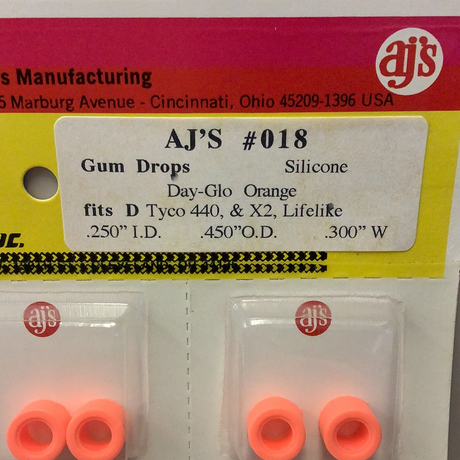 aj's
s Manufacturing
5 Marburg Avenue - Cincinnati, Ohio 45209-1396 USA
AJ'S #018
Gum Drops Silicone
Day-Glo Orange
fits D Tyco 440, & X2, Lifelike
.250" I.D. .450"O.D. .300" W
aj's
aj's